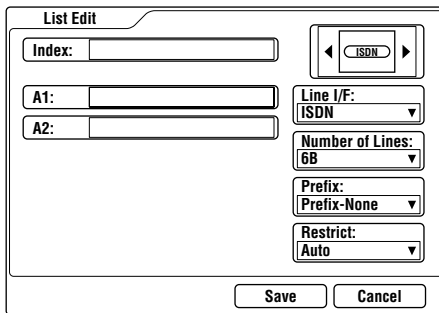 List Edit
Index:
ISDN
A1:
A2:
Line I/F:
ISDN
Number of Lines:
6B
Prefix:
Prefix-None
Restrict:
Auto
Save
Cancel